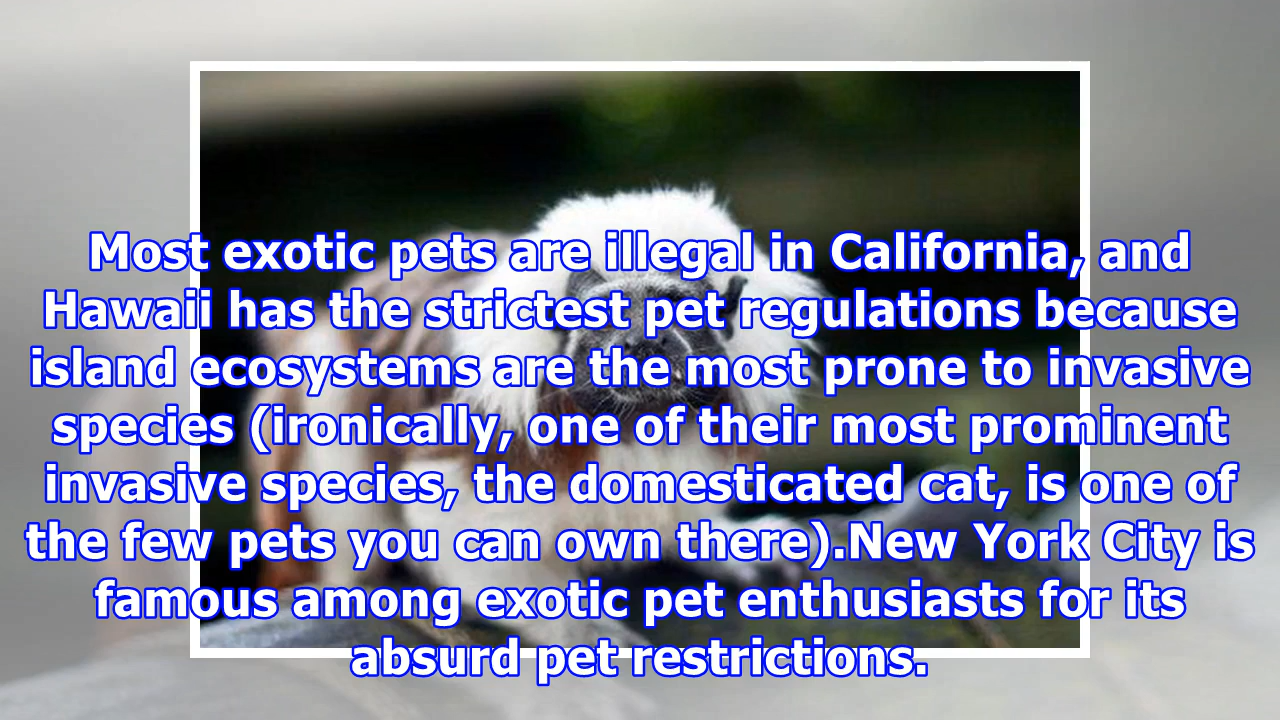 Most exotic pets are illegal in California, and
Hawaii has the strictest pet regulations because
island ecosystems are the most prone to invasive
species (ironically, one of their most prominent
invasive species, the domesticated cat, is one of
the few pets you can own there).New York City is
famous among exotic pet enthusiasts for its
absurd pet restrictions.